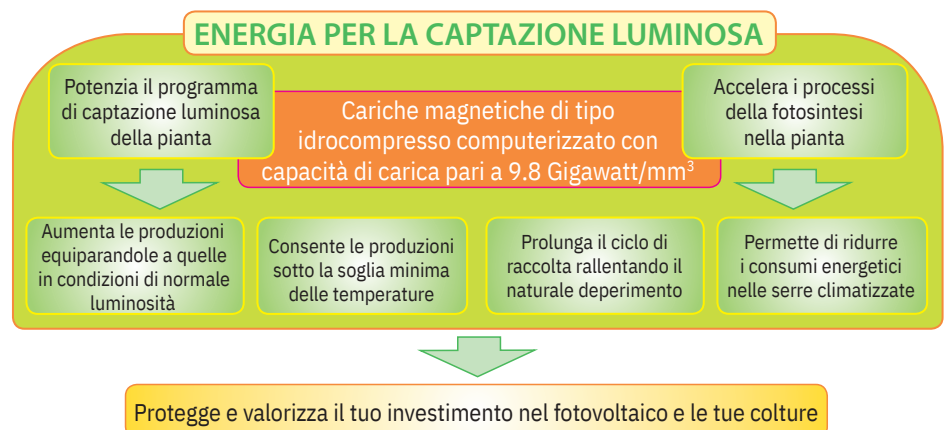 ENERGIA PER LA CAPTAZIONE LUMINOSA
Potenzia il programma
di captazione luminosa
della pianta
Cariche magnetiche di tipo
idrocompresso computerizzato con
capacità di carica pari a 9.8 Gigawatt/mm³
Accelera i processi
della fotosintesi
nella pianta
Aumenta le produzioni
equiparandole a quelle
in condizioni di normale
luminosità
Consente le produzioni
sotto la soglia minima
delle temperature
Prolunga il ciclo di
raccolta rallentando il
naturale deperimento
Permette di ridurre
i consumi energetici
nelle serre climatizzate
Protegge e valorizza il tuo investimento nel fotovoltaico e le tue colture